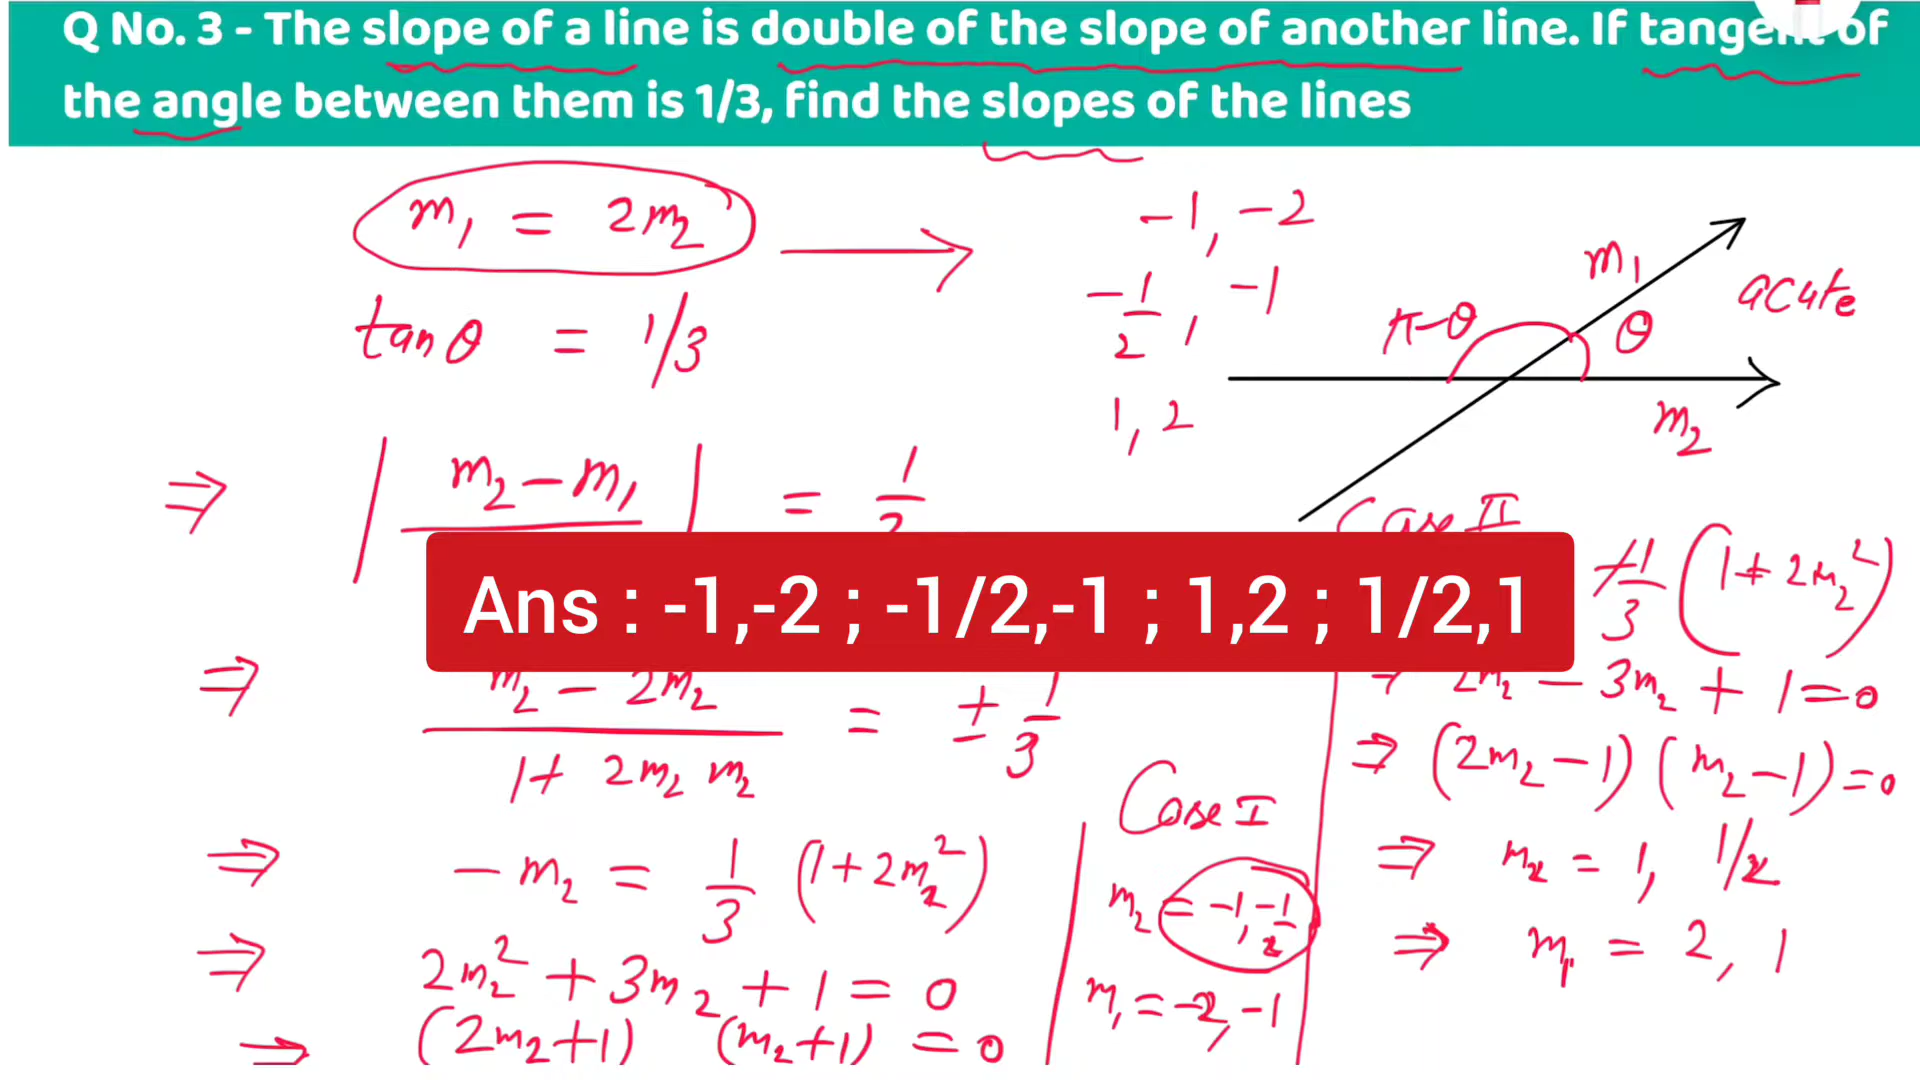 Q No. 3 - The slope of a line is double of the slope of another line. If tangent of
the angle between them is 1/3, find the slopes of the lines
m₁ = 2m₂
tanθ = 1/3
-1, -2
-1/2, -1
1, 2
m₁
acute
π-θ
θ
m₂
⇒ | m₂ - m₁ | = 1
Case II
1/3 (1 + 2m₂²)
Ans : -1,-2 ; -1/2,-1 ; 1,2 ; 1/2,1
⇒ m₂ - 2m₂ / 1 + 2m₂ m₂ = ± 1/3
⇒ -m₂ = 1/3 (1 + 2m₂²)
⇒ 2m₂² + 3m₂ + 1 = 0
⇒ (2m₂+1) (m₂+1) = 0
Case I
m₂ = -1, -1/2
m₁ = -2, -1
2m₂ - 3m₂ + 1 = 0
⇒ (2m₂ - 1) (m₂ - 1) = 0
⇒ m₂ = 1, 1/2
⇒ m₁ = 2, 1